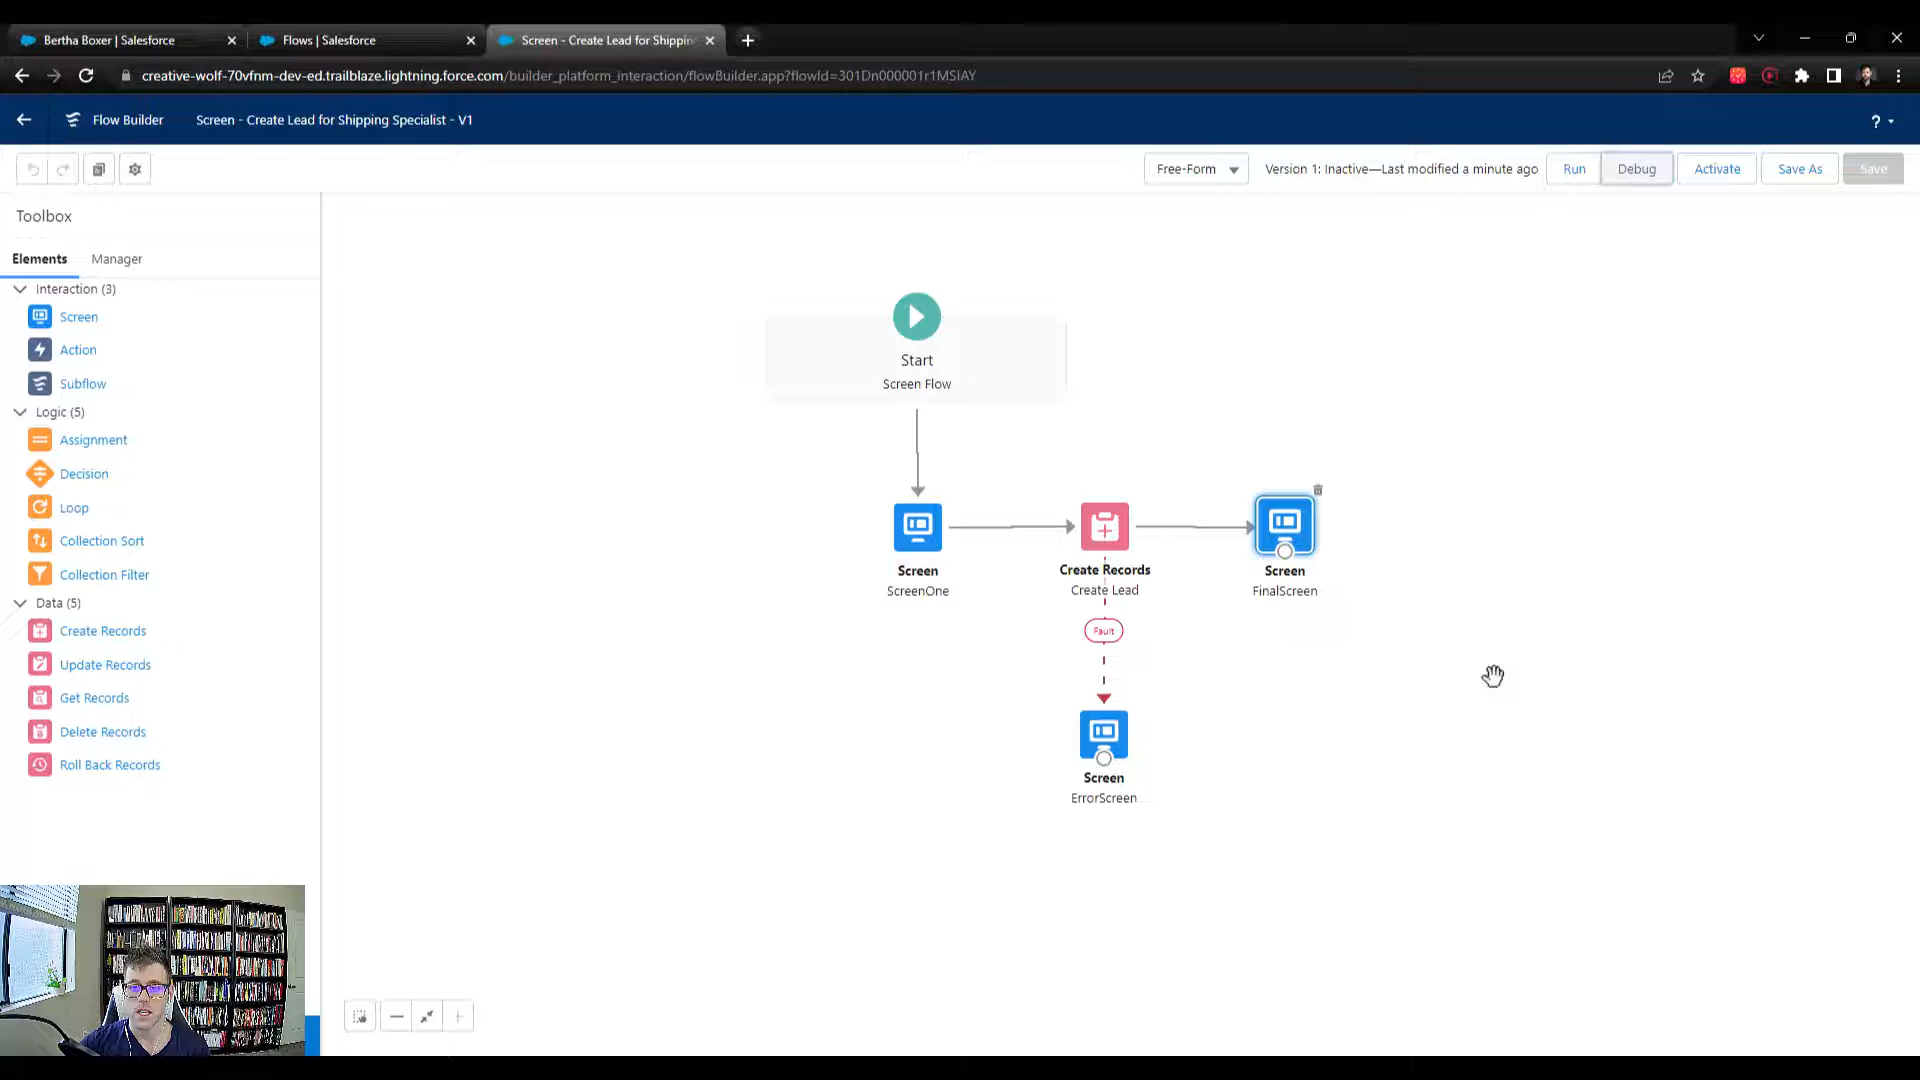 Bertha Boxer | Salesforce
Flows | Salesforce
Screen - Create Lead for Shippin
creative-wolf-70vfnm-dev-ed.trailblaze.lightning.force.com/builder_platform_interaction/flowBuilder.app?flowId=301Dn000001r1MSIAY
Flow Builder
Screen - Create Lead for Shipping Specialist - V1
?
Free-Form
Version 1: Inactive—Last modified a minute ago
Run
Debug
Activate
Save As
Save
Toolbox
Elements
Manager
Interaction (3)
Screen
Action
Subflow
Logic (5)
Assignment
Decision
Loop
Collection Sort
Collection Filter
Data (5)
Create Records
Update Records
Get Records
Delete Records
Roll Back Records
Start
Screen Flow
Screen
ScreenOne
Create Records
Create Lead
Screen
FinalScreen
Fault
Screen
ErrorScreen